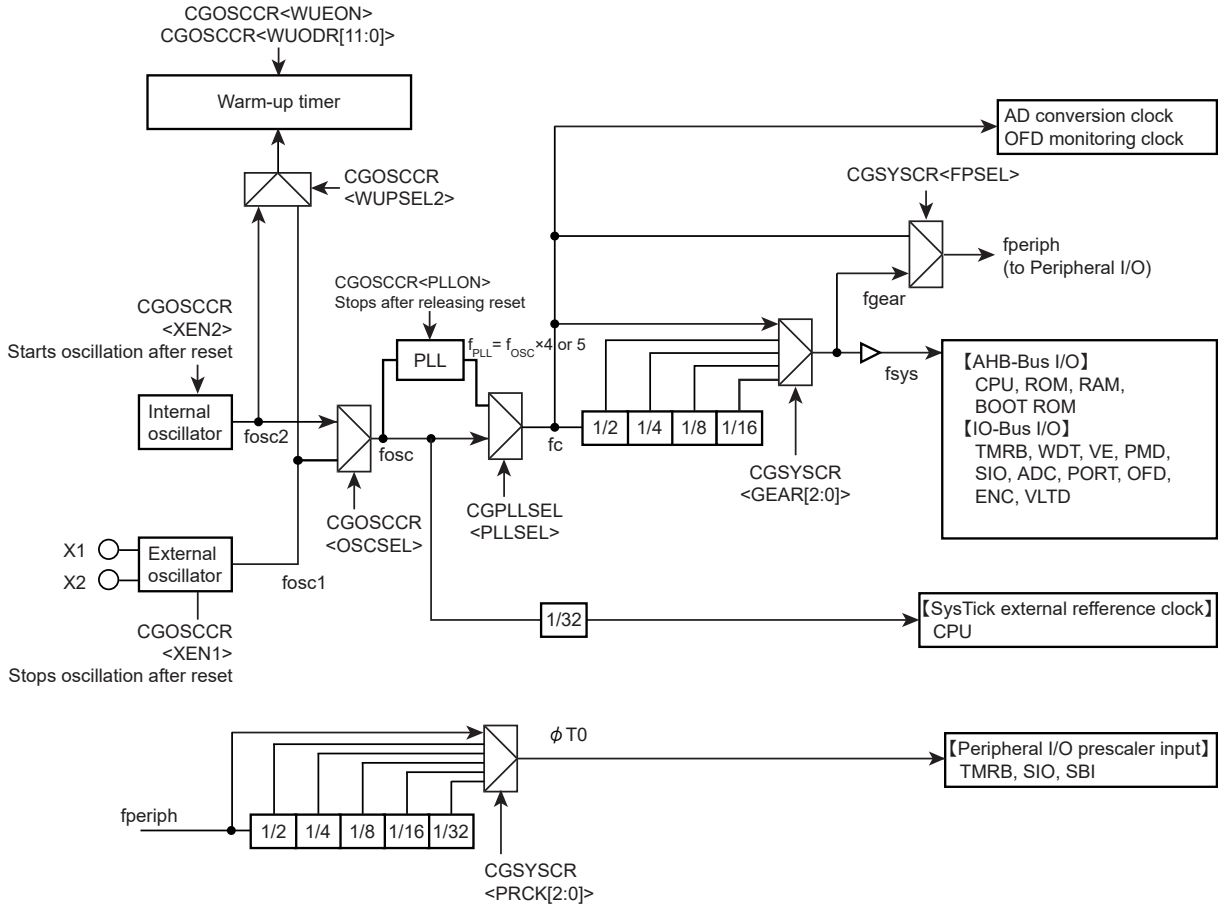 CGOSCCR<WUEON>
CGOSCCR<WUODR[11:0]>
Warm-up timer
CGOSCCR
<WUPSEL2>
AD conversion clock
OFD monitoring clock
CGSYSCR<FPSEL>
fperiph
(to Peripheral I/O)
fgear
CGOSCCR<PLLON>
Stops after releasing reset
PLL
fPLL= fOSC×4 or 5
CGOSCCR
<XEN2>
Starts oscillation after reset
Internal
oscillator
fosc2
fosc
fc
1/2
1/4
1/8
1/16
fsys
【AHB-Bus I/O】
CPU, ROM, RAM,
BOOT ROM
【IO-Bus I/O】
TMRB, WDT, VE, PMD,
SIO, ADC, PORT, OFD,
ENC, VLTD
CGSYSCR
<GEAR[2:0]>
CGOSCCR
<OSCSEL>
CGPLLSEL
<PLLSEL>
X1
X2
External
oscillator
fosc1
CGOSCCR
<XEN1>
Stops oscillation after reset
1/32
【SysTick external refference clock】
CPU
ϕ T0
【Peripheral I/O prescaler input】
TMRB, SIO, SBI
fperiph
1/2
1/4
1/8
1/16
1/32
CGSYSCR
<PRCK[2:0]>